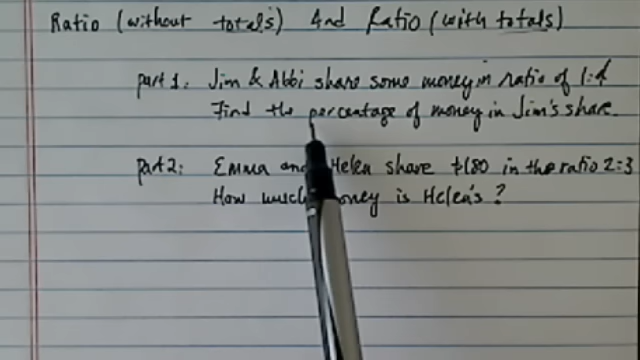 Ratio (without totals) And Ratio (with totals)
part 1: Jim & Abbi share some money in ratio of 1:4
Find the percentage of money in Jim's share.
part 2: Emma and Helen share $180 in the ratio 2:3
How much money is Helen's?